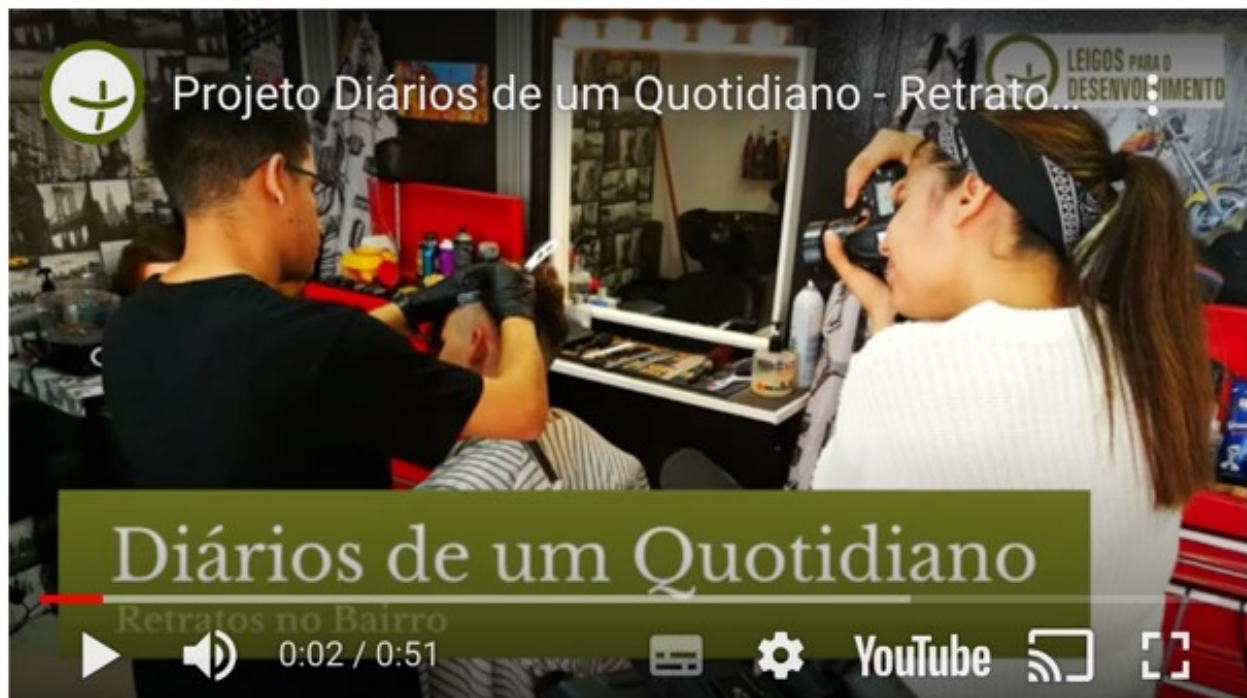 Projeto Diários de um Quotidiano - Retrato...
LEIGOS PARA O
DESENVOLVIMENTO
Diários de um Quotidiano
Retratos no Bairro
0:02 / 0:51
YouTube